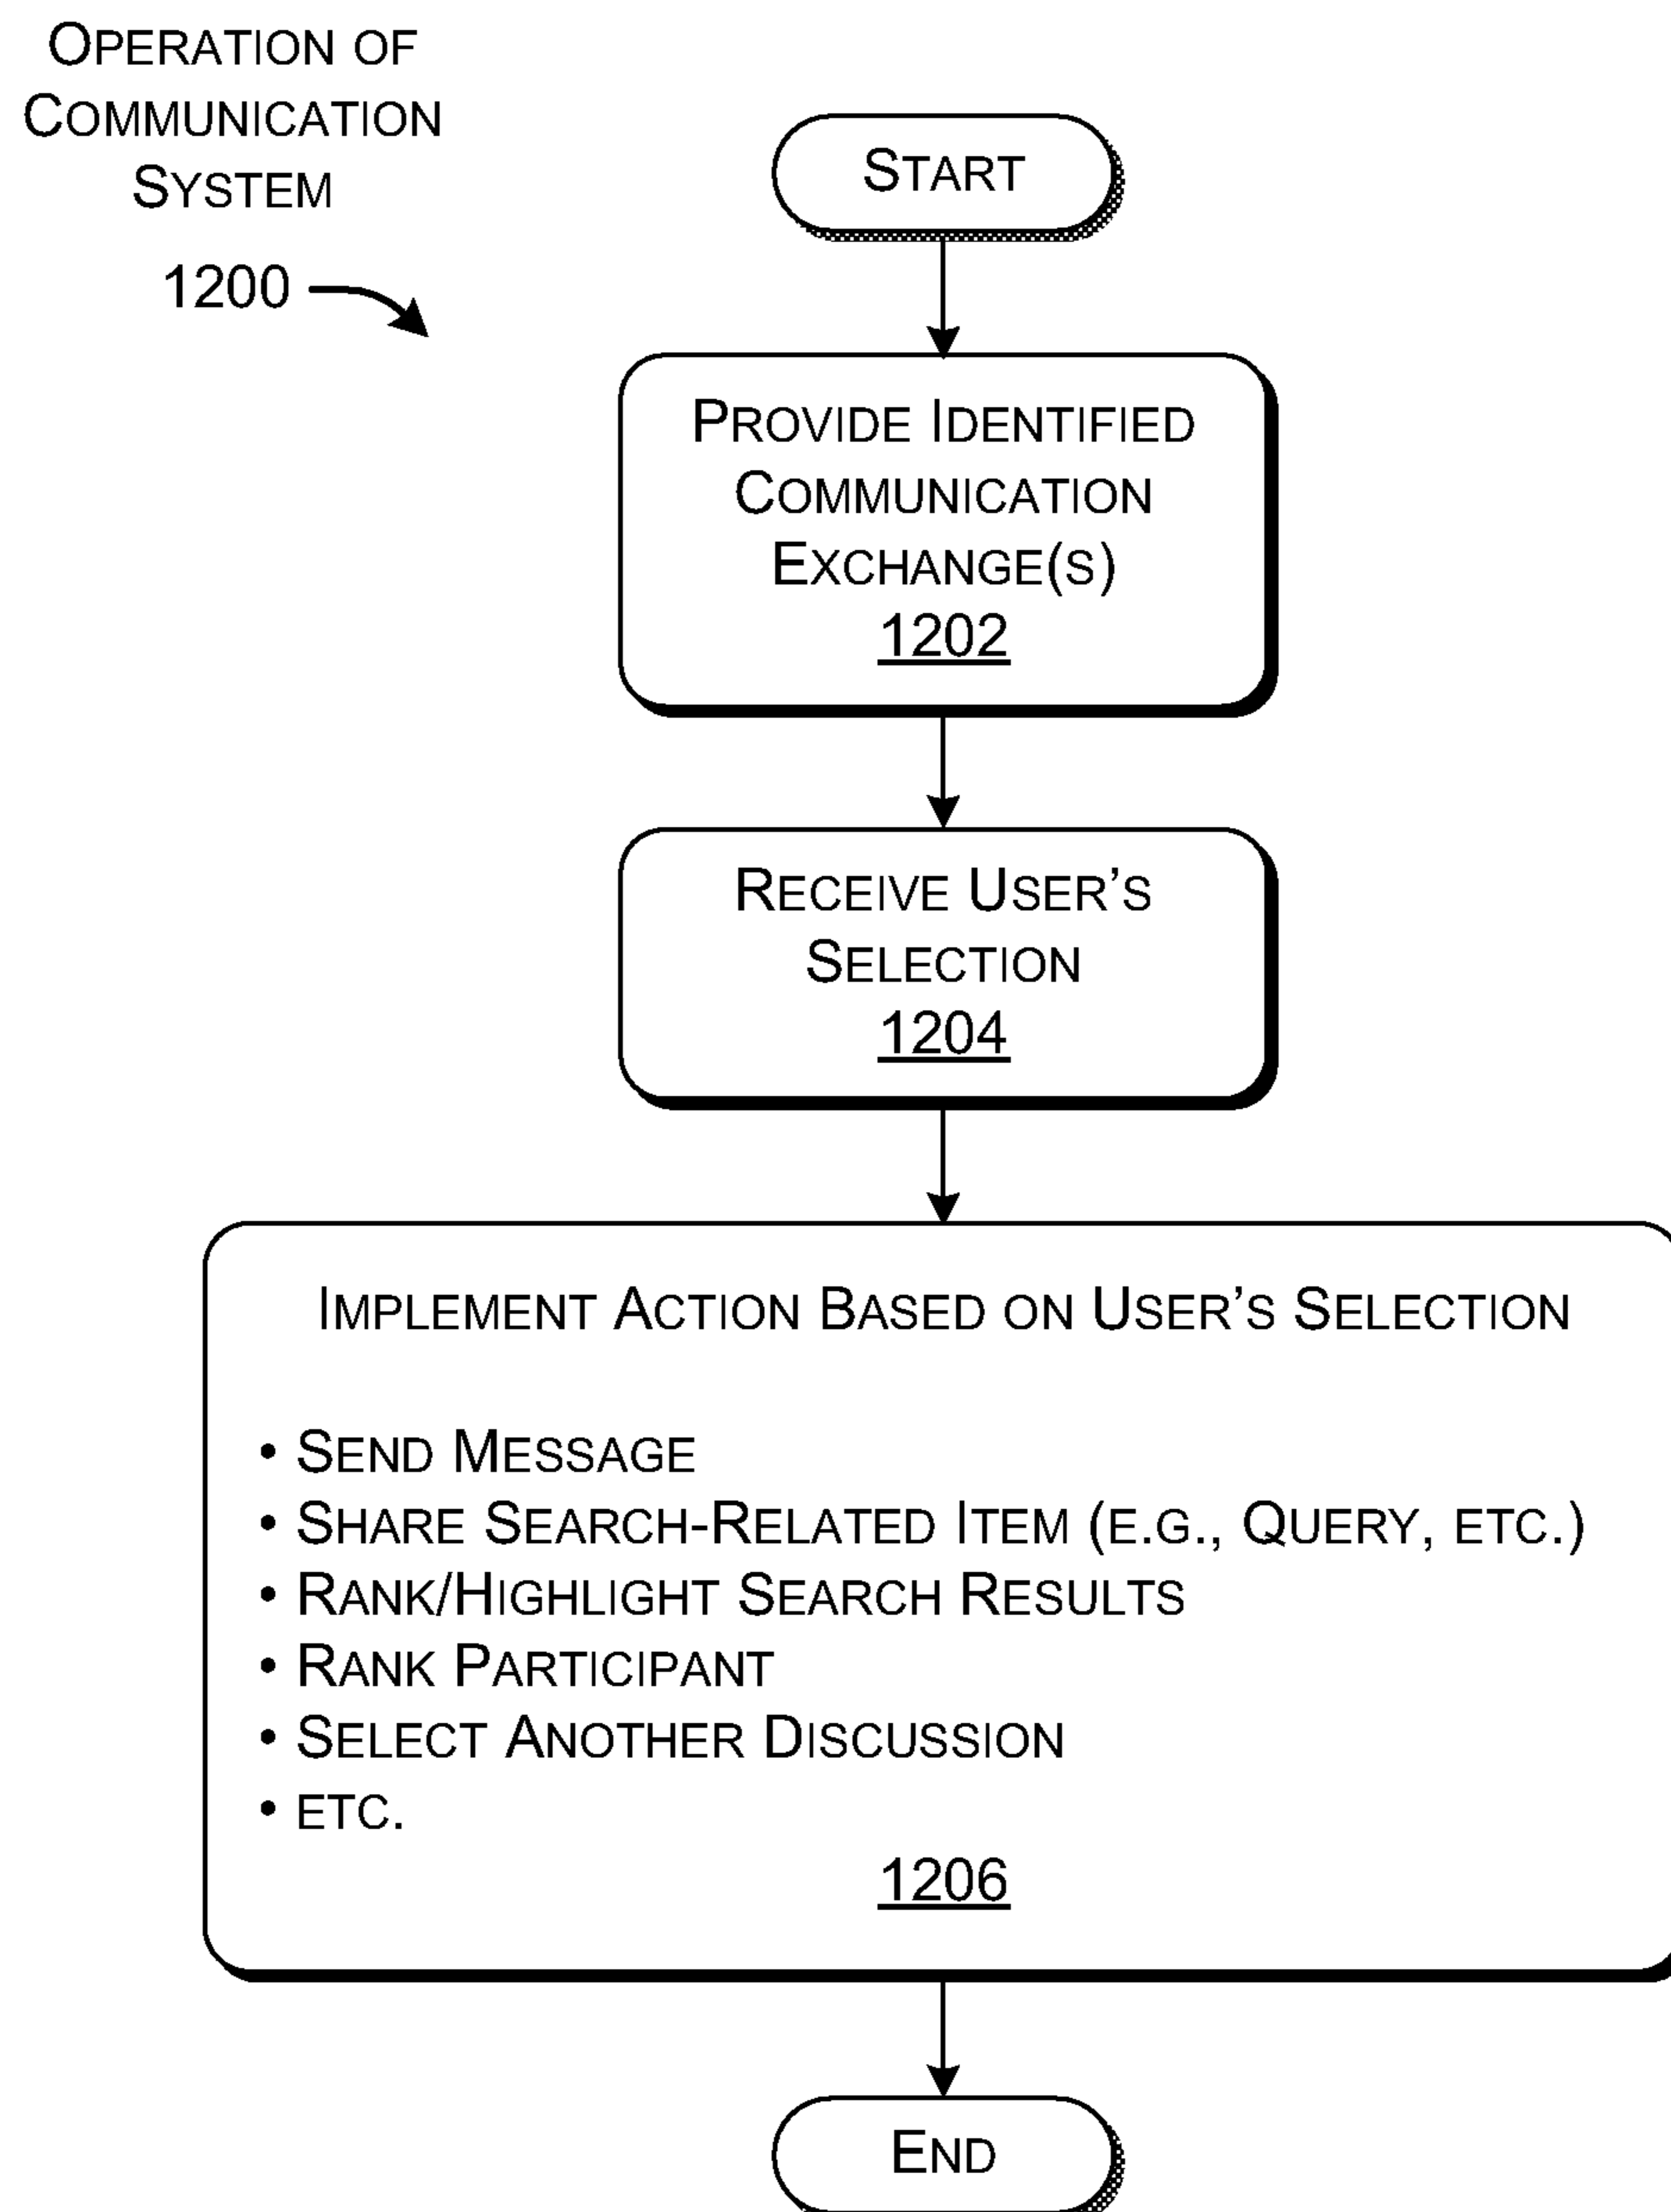 OPERATION OF
COMMUNICATION
SYSTEM
1200
START
PROVIDE IDENTIFIED
COMMUNICATION
EXCHANGE(S)
1202
RECEIVE USER’S
SELECTION
1204
IMPLEMENT ACTION BASED ON USER’S SELECTION
• SEND MESSAGE
• SHARE SEARCH-RELATED ITEM (E.G., QUERY, ETC.)
• RANK/HIGHLIGHT SEARCH RESULTS
• RANK PARTICIPANT
• SELECT ANOTHER DISCUSSION
• ETC.
1206
END